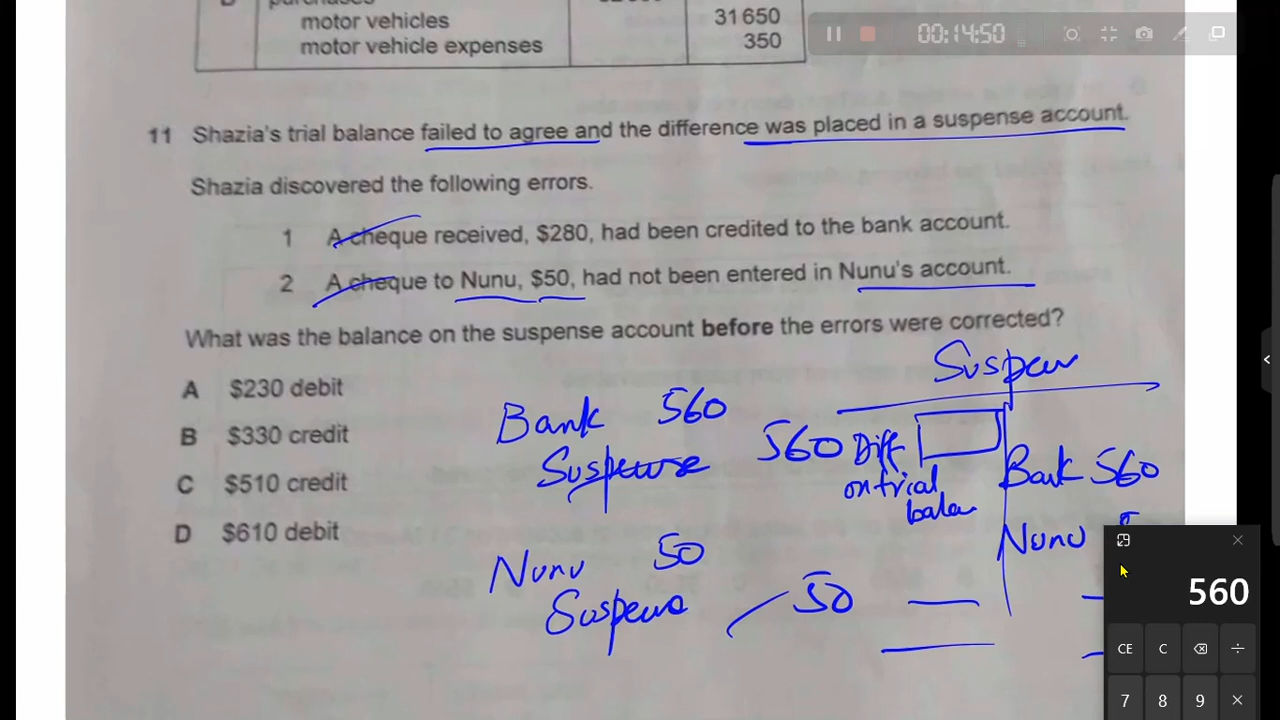 motor vehicles
31 650
motor vehicle expenses
350
00:14:50
11 Shazia's trial balance failed to agree and the difference was placed in a suspense account.
Shazia discovered the following errors.
1 A cheque received, $280, had been credited to the bank account.
2 A cheque to Nunu, $50, had not been entered in Nunu's account.
What was the balance on the suspense account before the errors were corrected?
A $230 debit
B $330 credit
C $510 credit
D $610 debit
Bank 560
Suspense 560
Nunu 50
Suspense 50
Suspen
Diff
on trial
balan
Bank 560
Nunu
560
CE C ÷
7 8 9 ×